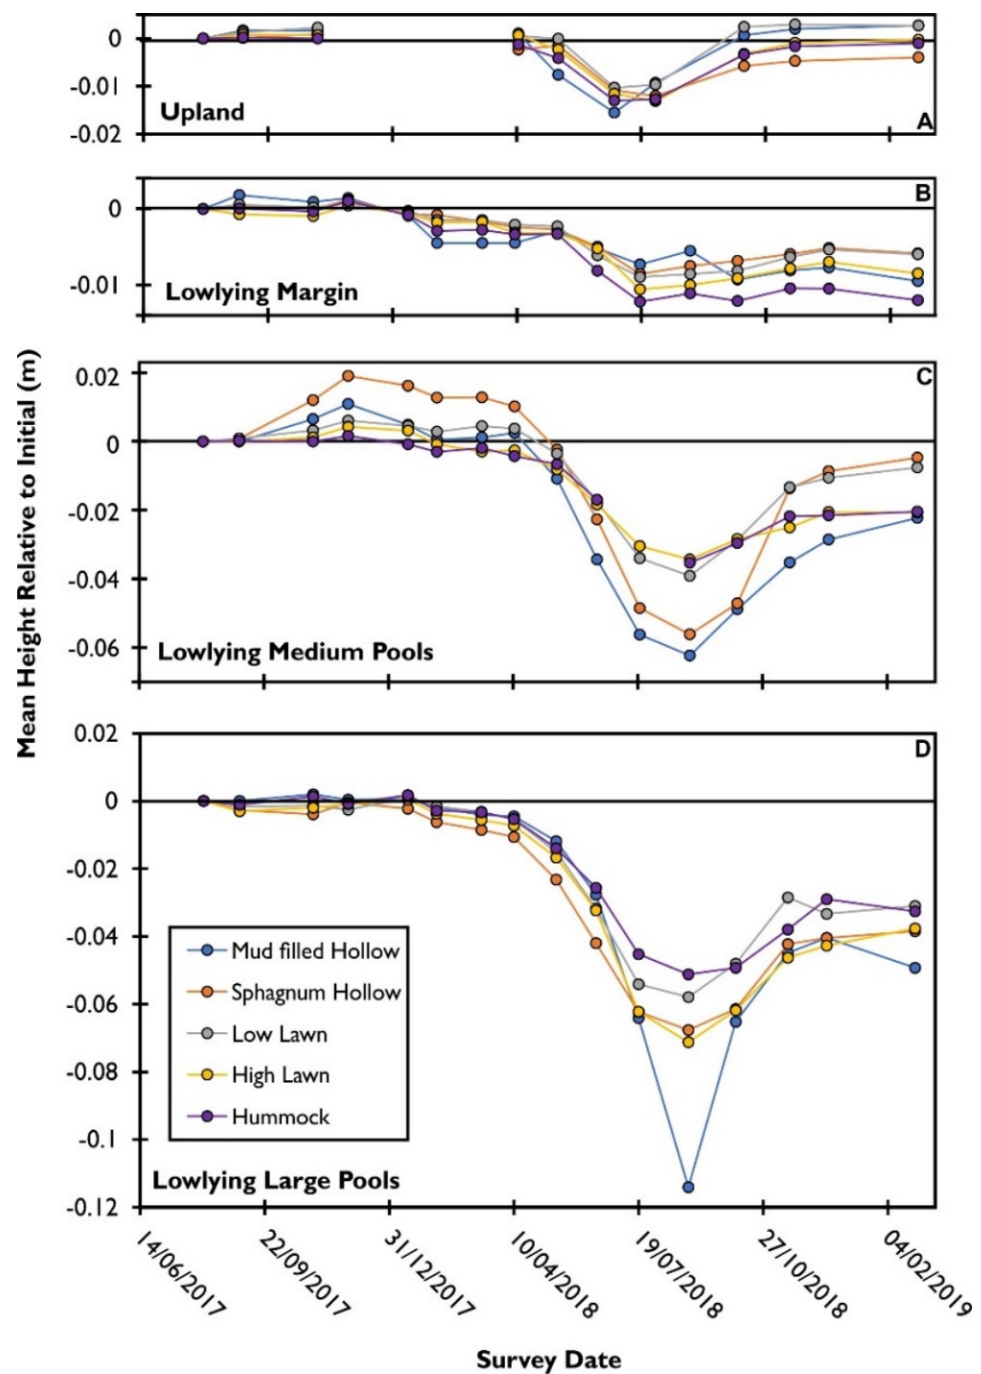 0
-0.01
-0.02
Upland
A
0
-0.01
Lowlying Margin
B
Mean Height Relative to Initial (m)
0.02
0
-0.02
-0.04
-0.06
Lowlying Medium Pools
C
0.02
0
-0.02
-0.04
-0.06
-0.08
-0.1
-0.12
D
Mud filled Hollow
Sphagnum Hollow
Low Lawn
High Lawn
Hummock
Lowlying Large Pools
14/06/2017
22/09/2017
31/12/2017
10/04/2018
19/07/2018
27/10/2018
04/02/2019
Survey Date